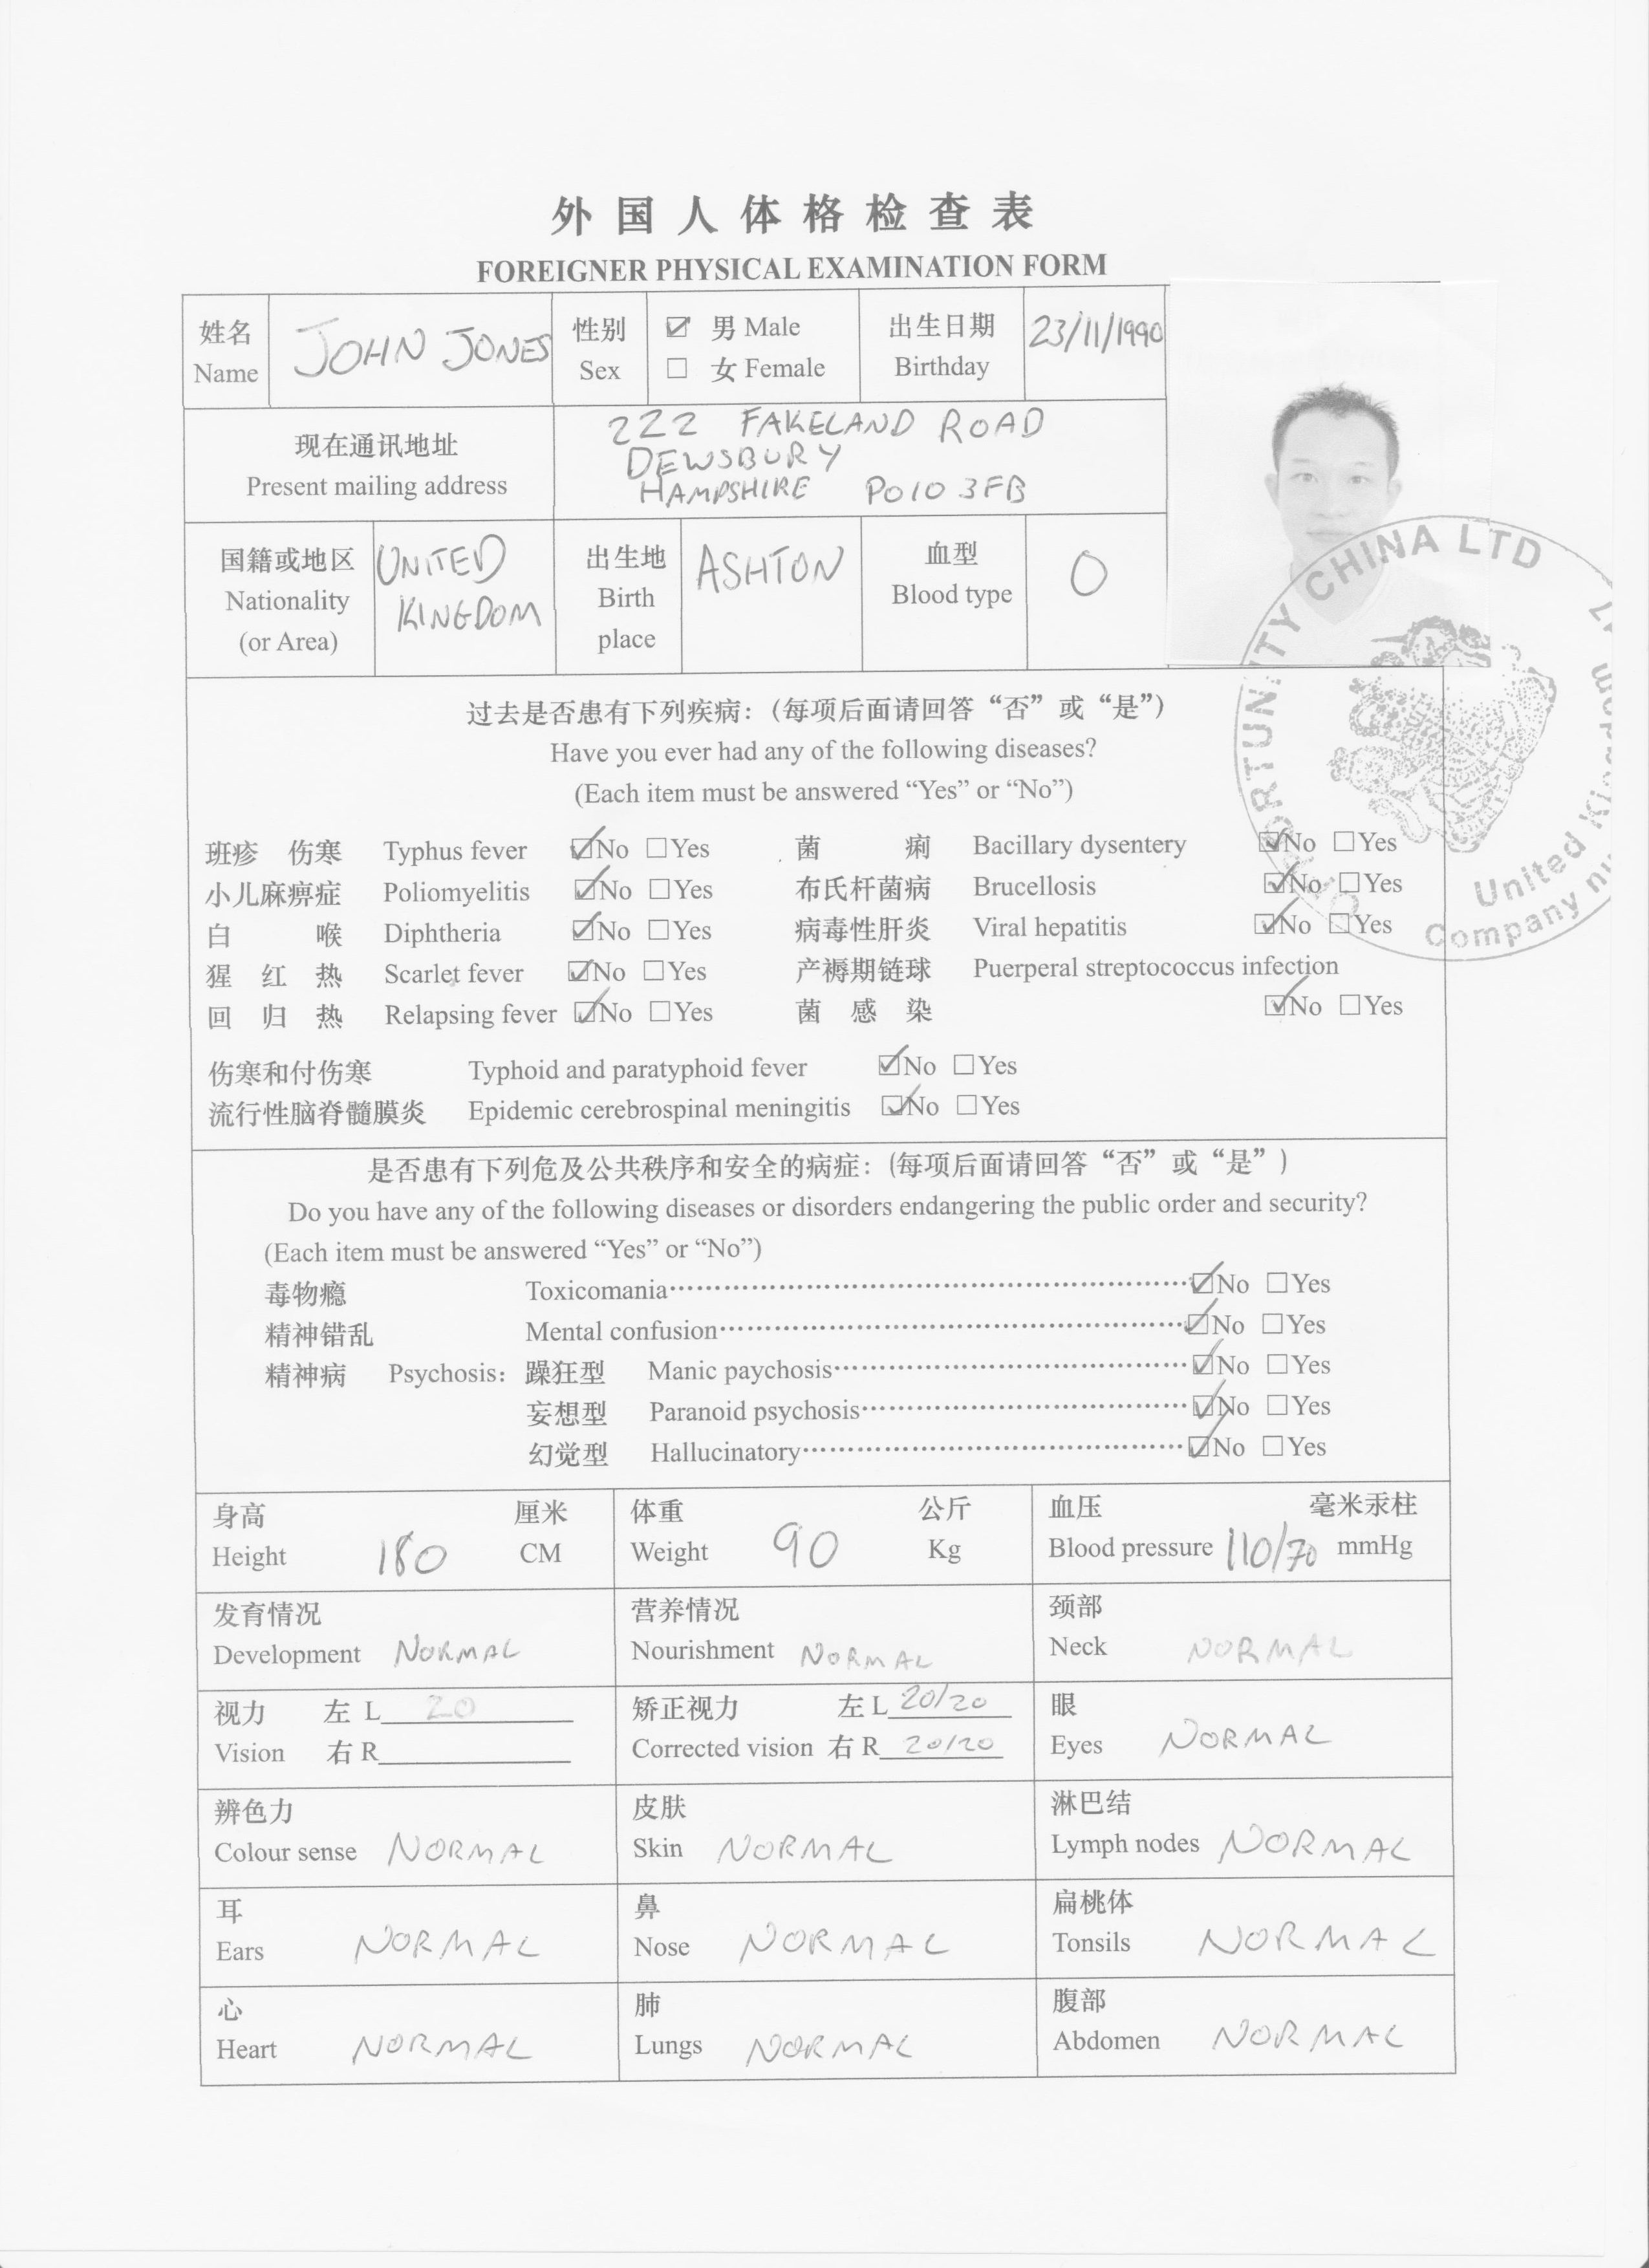 外国人体格检查表
FOREIGNER PHYSICAL EXAMINATION FORM
姓名 Name JOHN JONES 性别 Sex ☑ 男 Male ☐ 女 Female 出生日期 Birthday 23/11/1990
现在通讯地址 Present mailing address
222 FAKELAND ROAD
DEWSBURY
HAMPSHIRE PO10 3FB
国籍或地区 Nationality (or Area) UNITED KINGDOM 出生地 Birth place ASHTON 血型 Blood type O
OPPORTUNITY CHINA LTD
United
Company
过去是否患有下列疾病：（每项后面请回答“否”或“是”）
Have you ever had any of the following diseases?
(Each item must be answered “Yes” or “No”)
班疹 伤寒 Typhus fever ☑No ☐Yes 菌 痢 Bacillary dysentery ☑No ☐Yes
小儿麻痹症 Poliomyelitis ☑No ☐Yes 布氏杆菌病 Brucellosis ☑No ☐Yes
白 喉 Diphtheria ☑No ☐Yes 病毒性肝炎 Viral hepatitis ☑No ☐Yes
猩 红 热 Scarlet fever ☑No ☐Yes 产褥期链球 Puerperal streptococcus infection
回 归 热 Relapsing fever ☑No ☐Yes 菌 感 染 ☑No ☐Yes
伤寒和付伤寒 Typhoid and paratyphoid fever ☑No ☐Yes
流行性脑脊髓膜炎 Epidemic cerebrospinal meningitis ☑No ☐Yes
是否患有下列危及公共秩序和安全的病症：（每项后面请回答“否”或“是”）
Do you have any of the following diseases or disorders endangering the public order and security?
(Each item must be answered “Yes” or “No”)
毒物瘾 Toxicomania ☑No ☐Yes
精神错乱 Mental confusion ☑No ☐Yes
精神病 Psychosis：躁狂型 Manic paychosis ☑No ☐Yes
妄想型 Paranoid psychosis ☑No ☐Yes
幻觉型 Hallucinatory ☑No ☐Yes
身高 厘米 体重 公斤 血压 毫米汞柱
Height 180 CM Weight 90 Kg Blood pressure 110/70 mmHg
发育情况 营养情况 颈部
Development NORMAL Nourishment NORMAL Neck NORMAL
视力 左 L 20 矫正视力 左 L 20/20 眼
Vision 右 R Corrected vision 右 R 20/20 Eyes NORMAL
辨色力 皮肤 淋巴结
Colour sense NORMAL Skin NORMAL Lymph nodes NORMAL
耳 鼻 扁桃体
Ears NORMAL Nose NORMAL Tonsils NORMAL
心 肺 腹部
Heart NORMAL Lungs NORMAL Abdomen NORMAL